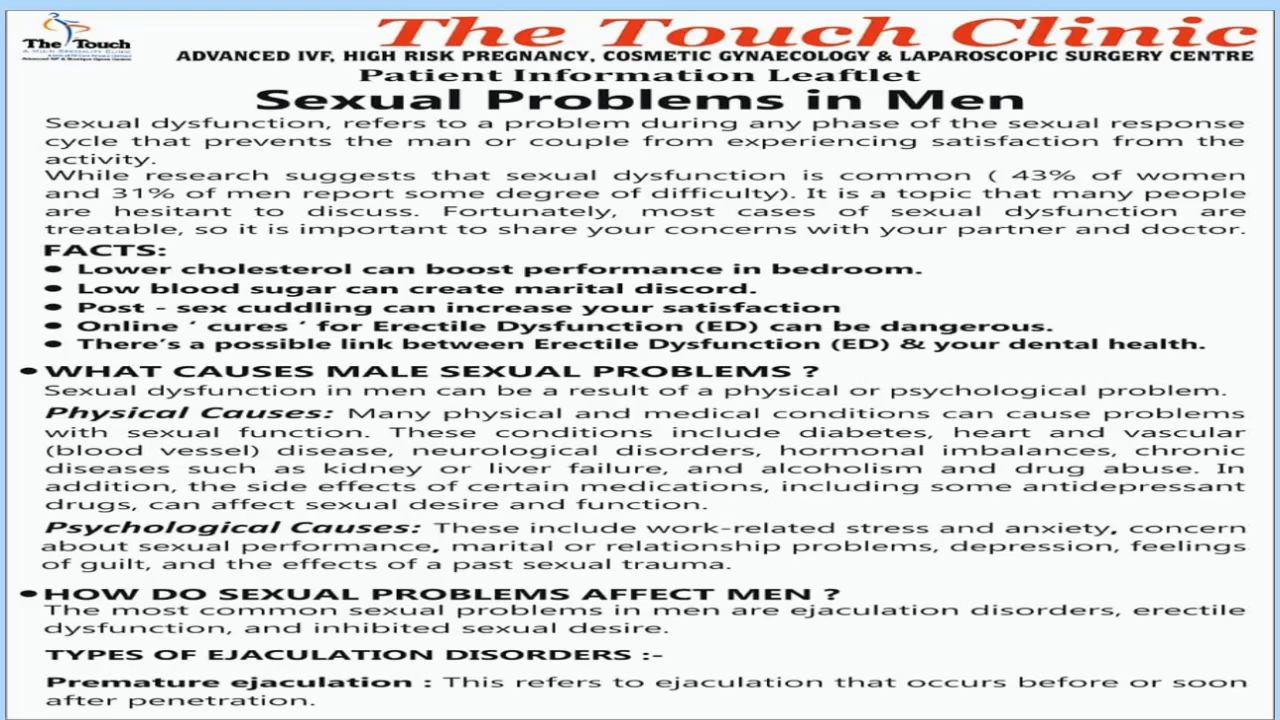 The Touch
A MULTI SPECIALITY CLINIC
Advanced IVF & Boutique Gynae Centre
The Touch Clinic
ADVANCED IVF, HIGH RISK PREGNANCY, COSMETIC GYNAECOLOGY & LAPAROSCOPIC SURGERY CENTRE
Patient Information Leaftlet
Sexual Problems in Men
Sexual dysfunction, refers to a problem during any phase of the sexual response
cycle that prevents the man or couple from experiencing satisfaction from the
activity.
While research suggests that sexual dysfunction is common ( 43% of women
and 31% of men report some degree of difficulty). It is a topic that many people
are hesitant to discuss. Fortunately, most cases of sexual dysfunction are
treatable, so it is important to share your concerns with your partner and doctor.
FACTS:
• Lower cholesterol can boost performance in bedroom.
• Low blood sugar can create marital discord.
• Post - sex cuddling can increase your satisfaction
• Online ‘ cures ‘ for Erectile Dysfunction (ED) can be dangerous.
• There’s a possible link between Erectile Dysfunction (ED) & your dental health.
• WHAT CAUSES MALE SEXUAL PROBLEMS ?
Sexual dysfunction in men can be a result of a physical or psychological problem.
Physical Causes: Many physical and medical conditions can cause problems
with sexual function. These conditions include diabetes, heart and vascular
(blood vessel) disease, neurological disorders, hormonal imbalances, chronic
diseases such as kidney or liver failure, and alcoholism and drug abuse. In
addition, the side effects of certain medications, including some antidepressant
drugs, can affect sexual desire and function.
Psychological Causes: These include work-related stress and anxiety, concern
about sexual performance, marital or relationship problems, depression, feelings
of guilt, and the effects of a past sexual trauma.
• HOW DO SEXUAL PROBLEMS AFFECT MEN ?
The most common sexual problems in men are ejaculation disorders, erectile
dysfunction, and inhibited sexual desire.
TYPES OF EJACULATION DISORDERS :-
Premature ejaculation : This refers to ejaculation that occurs before or soon
after penetration.